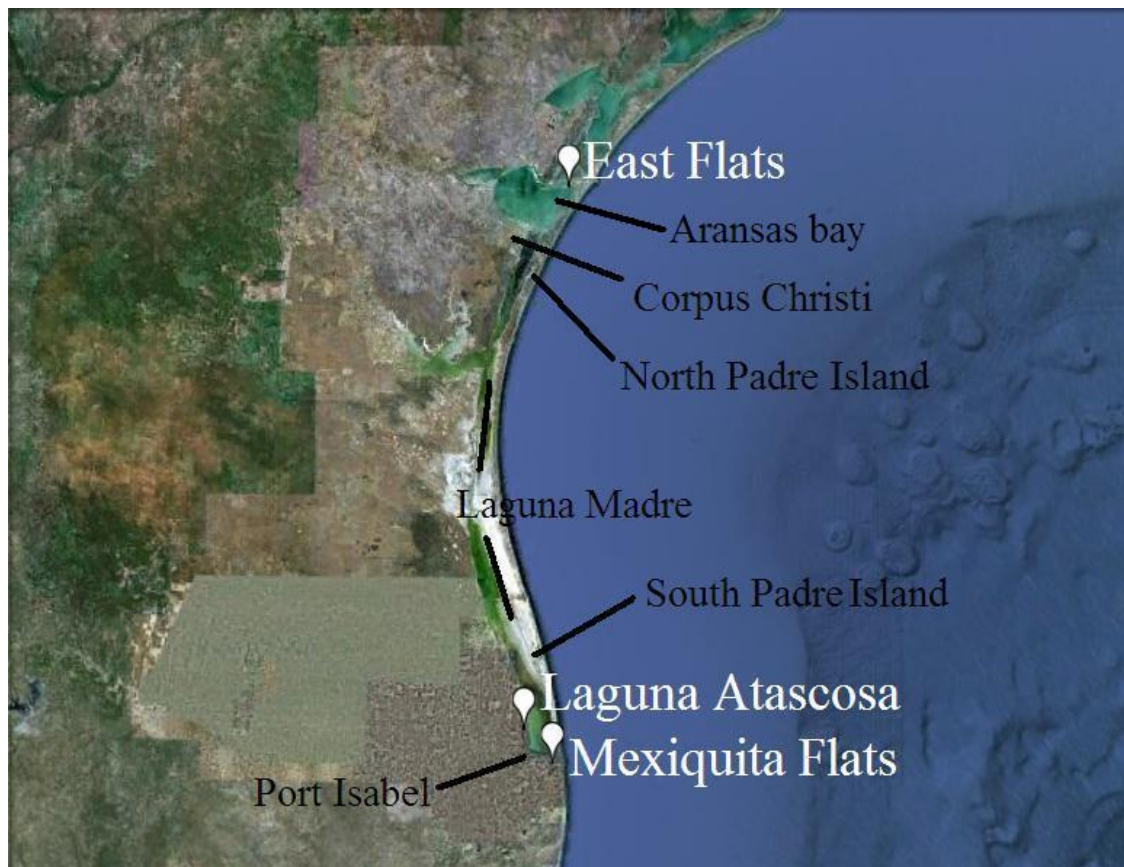 East Flats
Aransas bay
Corpus Christi
North Padre Island
Laguna Madre
South Padre Island
Laguna Atascosa
Mexiquita Flats
Port Isabel